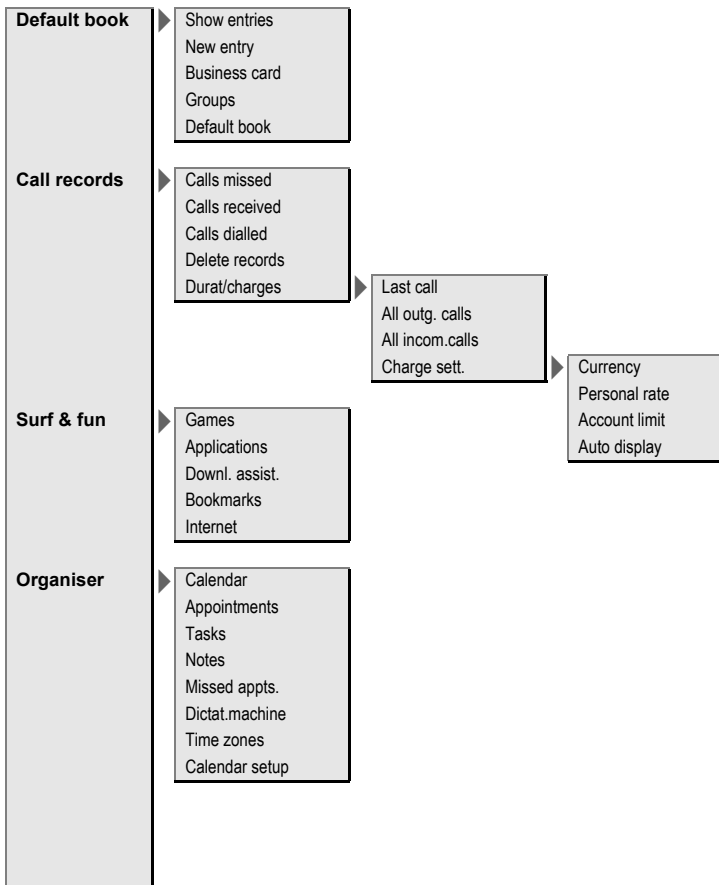 Default book
Show entries
New entry
Business card
Groups
Default book
Call records
Calls missed
Calls received
Calls dialled
Delete records
Durat/charges
Last call
All outg. calls
All incom.calls
Charge sett.
Currency
Personal rate
Account limit
Auto display
Surf & fun
Games
Applications
Downl. assist.
Bookmarks
Internet
Organiser
Calendar
Appointments
Tasks
Notes
Missed appts.
Dictat.machine
Time zones
Calendar setup